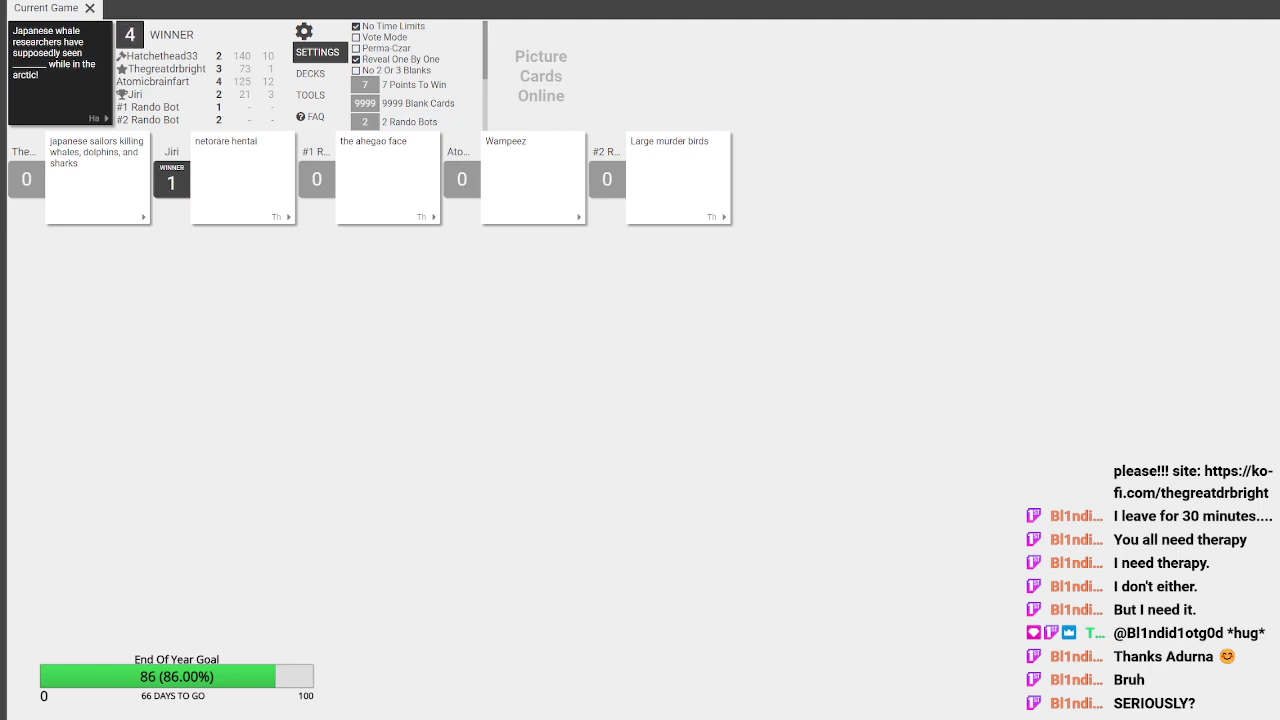 Current Game
Japanese whale
researchers have
supposedly seen
______ while in the
arctic!
Ha
4 WINNER
Hatchethead33 2 140 10
Thegreatdrbright 3 73 1
Atomicbrainfart 4 125 12
Jiri 2 21 3
#1 Rando Bot 1 - -
#2 Rando Bot 2 - -
SETTINGS
DECKS
TOOLS
FAQ
No Time Limits
Vote Mode
Perma-Czar
Reveal One By One
No 2 Or 3 Blanks
7 7 Points To Win
9999 9999 Blank Cards
2 2 Rando Bots
Picture
Cards
Online
The...
0
japanese sailors killing
whales, dolphins, and
sharks
Jiri
WINNER
1
netorare hentai
Th
#1 R...
0
the ahegao face
Th
Ato...
0
Wampeez
#2 R...
0
Large murder birds
Th
please!!! site: https://ko-
fi.com/thegreatdrbright
Bl1ndi... I leave for 30 minutes....
Bl1ndi... You all need therapy
Bl1ndi... I need therapy.
Bl1ndi... I don't either.
Bl1ndi... But I need it.
T... @Bl1ndid1otg0d *hug*
Bl1ndi... Thanks Adurna 😊
Bl1ndi... Bruh
Bl1ndi... SERIOUSLY?
End Of Year Goal
86 (86.00%)
0 66 DAYS TO GO 100